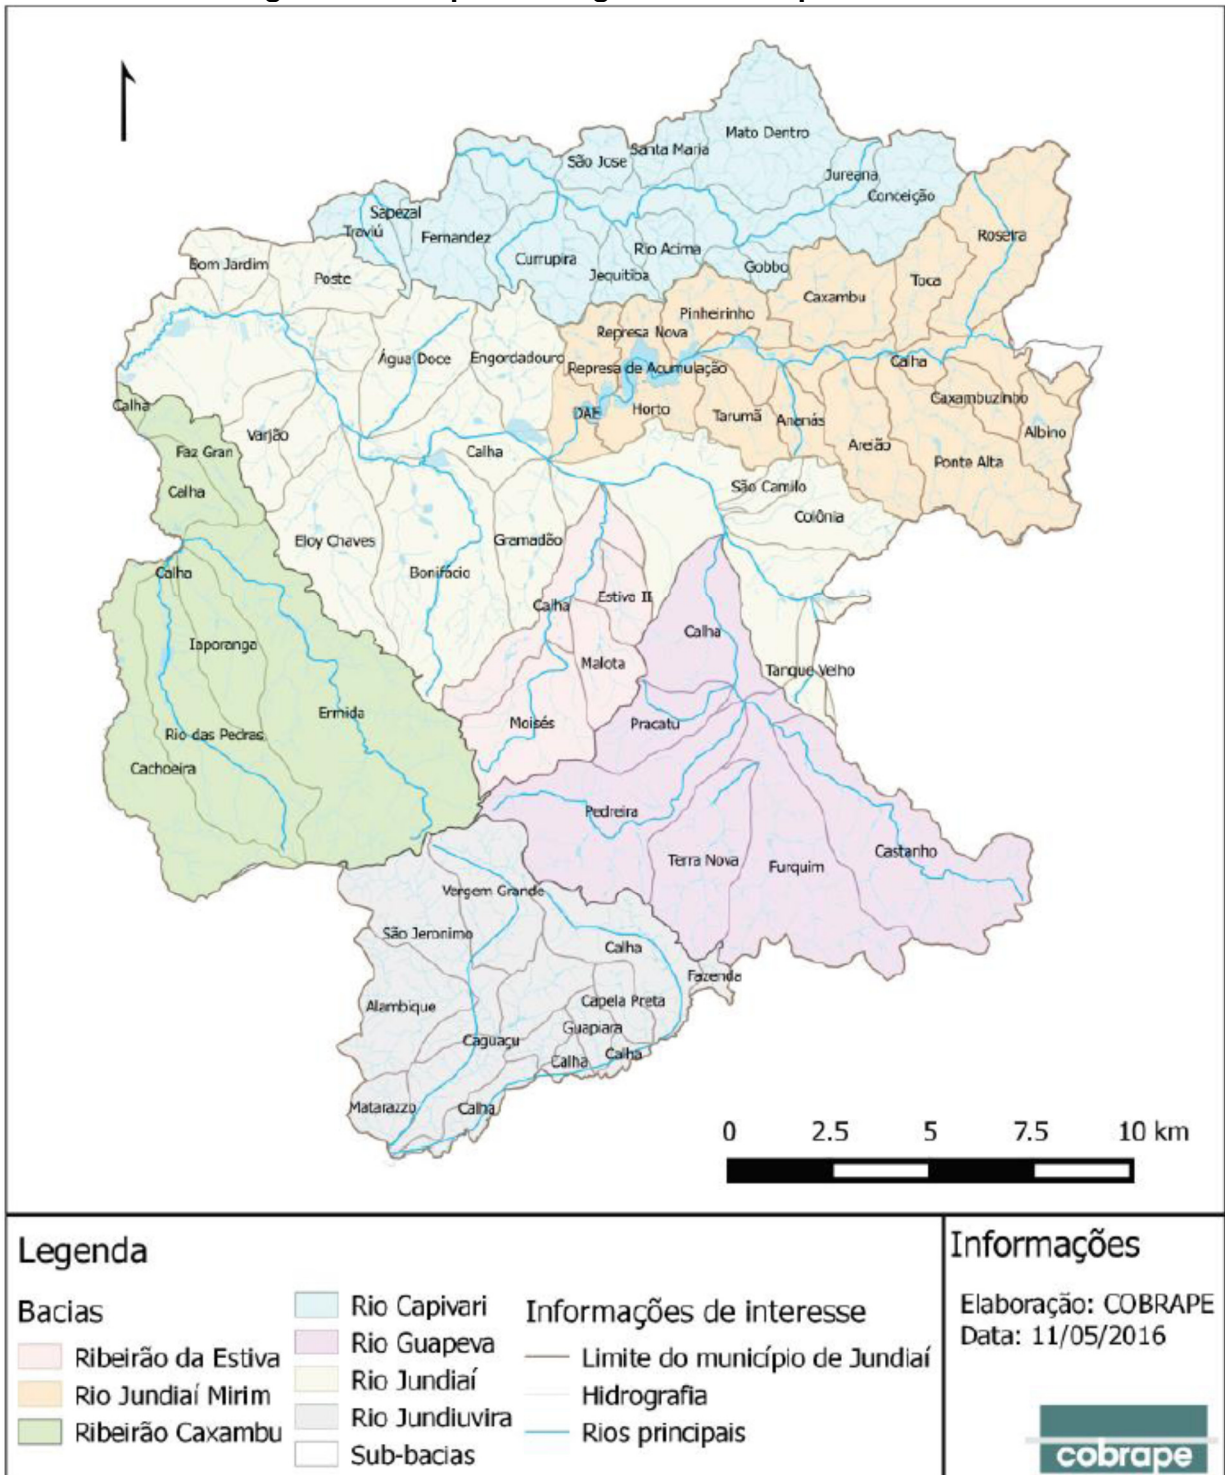 Mato Dentro
Santa Maria
São Jose
Jureana
Conceição
Sapezal
Traviú
Fernandez
Roseira
Rio Acima
Currupira
Jequitiba
Gobbo
Bom Jardim
Poste
Toca
Caxambu
Pinheirinho
Represa Nova
Água Doce
Engordadouro
Represa de Acumulação
Calha
Caxambuzinho
Calha
DAE
Horto
Tarumã
Ananás
Albino
Varjão
Areião
Faz Gran
Calha
Ponte Alta
Calha
São Camilo
Colônia
Eloy Chaves
Gramadão
Bonifácio
Calha
Estiva II
Calha
Calha
Iaporanga
Malota
Tanque Velho
Ermida
Moisés
Pracatu
Rio das Pedras
Cachoeira
Pedreira
Castanho
Terra Nova
Furquim
Vargem Grande
São Jeronimo
Calha
Fazenda
Alambique
Capela Preta
Guapiara
Caguaçu
Calha
Calha
Matarazzo
Calha
0 2.5 5 7.5 10 km
Legenda
Bacias
Ribeirão da Estiva
Rio Jundiaí Mirim
Ribeirão Caxambu
Rio Capivari
Rio Guapeva
Rio Jundiaí
Rio Jundiuvira
Sub-bacias
Informações de interesse
Limite do município de Jundiaí
Hidrografia
Rios principais
Informações
Elaboração: COBRAPE
Data: 11/05/2016
cobrape